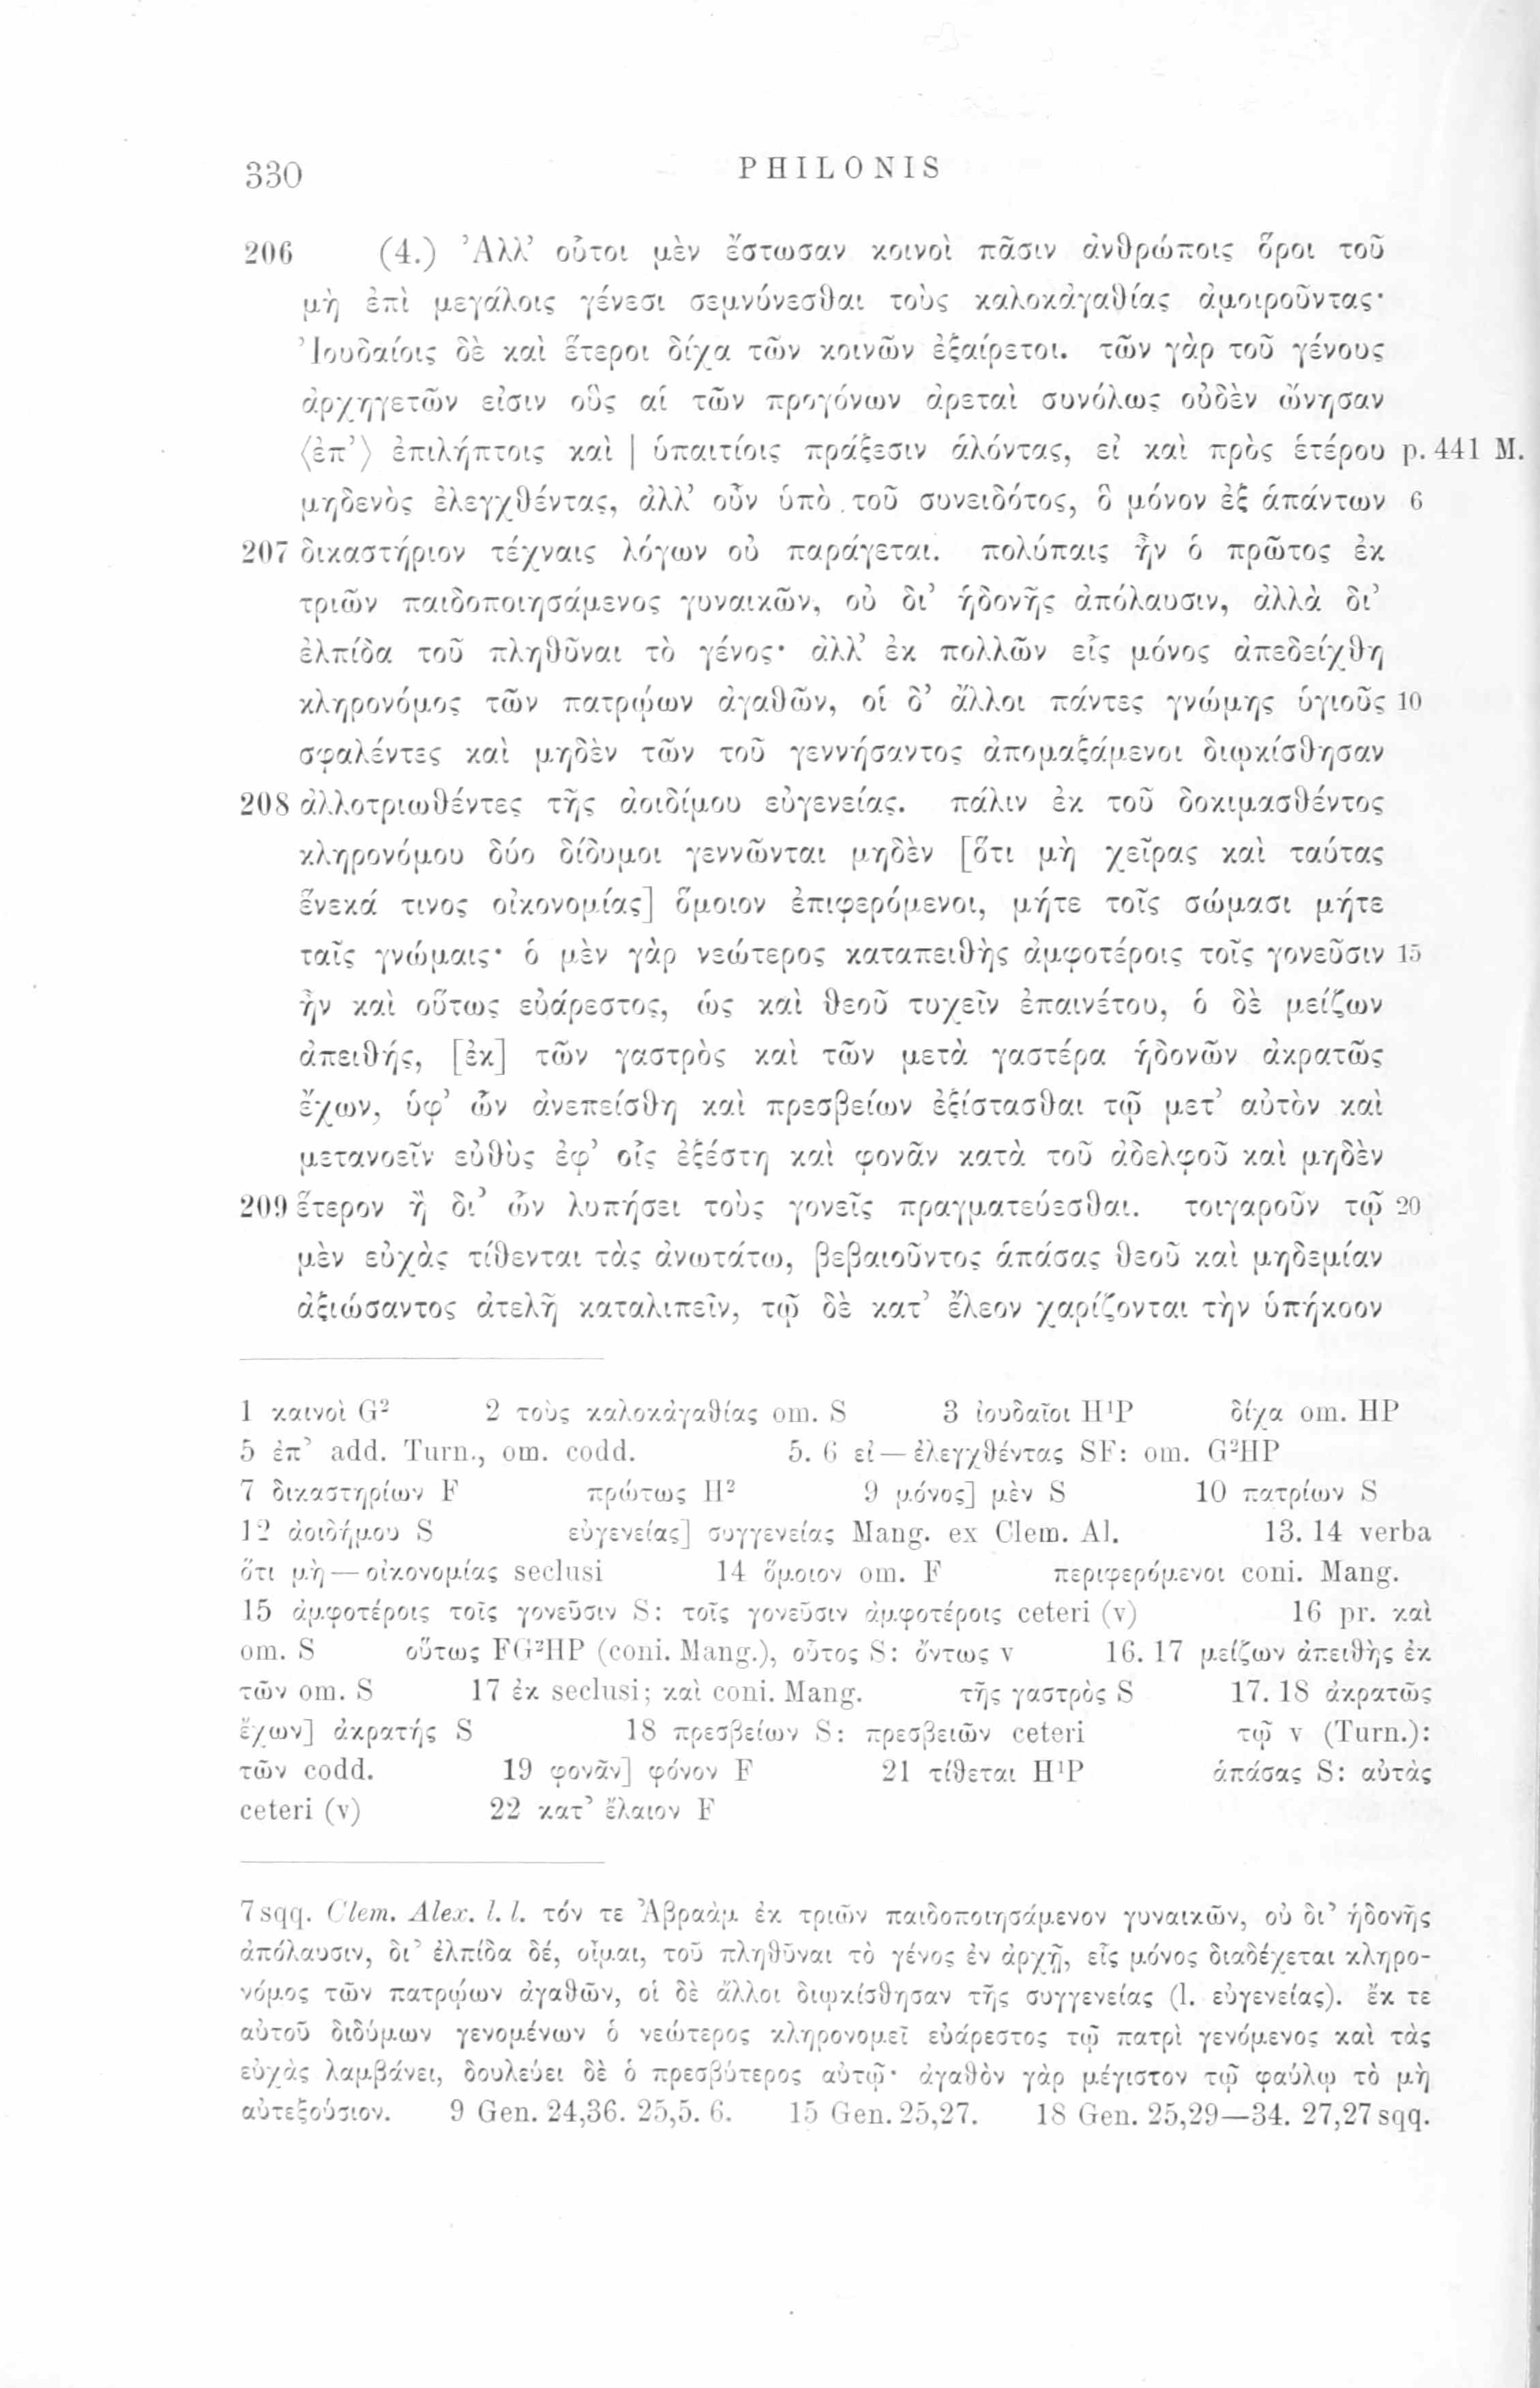 330 PHILONIS
206 (4.) Ἀλλ’ οὗτοι μὲν ἔστωσαν κοινοὶ πᾶσιν ἀνθρώποις ὅροι τοῦ
μὴ ἐπὶ μεγάλοις γένεσι σεμνύνεσθαι τοὺς καλοκἀγαθίας ἀμοιροῦντας·
Ἰουδαίοις δὲ καὶ ἕτεροι δίχα τῶν κοινῶν ἐξαίρετοι. τῶν γὰρ τοῦ γένους
ἀρχηγετῶν εἰσιν οὓς αἱ τῶν προγόνων ἀρεταὶ συνόλως οὐδὲν ὤνησαν
⟨ἐπ’⟩ ἐπιλήπτοις καὶ | ὑπαιτίοις πράξεσιν ἁλόντας, εἰ καὶ πρὸς ἑτέρου p. 441 M.
μηδενὸς ἐλεγχθέντας, ἀλλ’ οὖν ὑπὸ τοῦ συνειδότος, ὃ μόνον ἐξ ἁπάντων 6
207 δικαστήριον τέχναις λόγων οὐ παράγεται. πολύπαις ἦν ὁ πρῶτος ἐκ
τριῶν παιδοποιησάμενος γυναικῶν, οὐ δι’ ἡδονῆς ἀπόλαυσιν, ἀλλὰ δι’
ἐλπίδα τοῦ πληθῦναι τὸ γένος· ἀλλ’ ἐκ πολλῶν εἷς μόνος ἀπεδείχθη
κληρονόμος τῶν πατρῴων ἀγαθῶν, οἱ δ’ ἄλλοι πάντες γνώμης ὑγιοῦς 10
σφαλέντες καὶ μηδὲν τῶν τοῦ γεννήσαντος ἀπομαξάμενοι διῳκίσθησαν
208 ἀλλοτριωθέντες τῆς ἀοιδίμου εὐγενείας. πάλιν ἐκ τοῦ δοκιμασθέντος
κληρονόμου δύο δίδυμοι γεννῶνται μηδὲν [ὅτι μὴ χεῖρας καὶ ταύτας
ἕνεκά τινος οἰκονομίας] ὅμοιον ἐπιφερόμενοι, μήτε τοῖς σώμασι μήτε
ταῖς γνώμαις· ὁ μὲν γὰρ νεώτερος καταπειθὴς ἀμφοτέροις τοῖς γονεῦσιν 15
ἦν καὶ οὕτως εὐάρεστος, ὡς καὶ θεοῦ τυχεῖν ἐπαινέτου, ὁ δὲ μείζων
ἀπειθής, [ἐκ] τῶν γαστρὸς καὶ τῶν μετὰ γαστέρα ἡδονῶν ἀκρατῶς
ἔχων, ὑφ’ ὧν ἀνεπείσθη καὶ πρεσβείων ἐξίστασθαι τῷ μετ’ αὐτὸν καὶ
μετανοεῖν εὐθὺς ἐφ’ οἷς ἐξέστη καὶ φονᾶν κατὰ τοῦ ἀδελφοῦ καὶ μηδὲν
209 ἕτερον ἢ δι’ ὧν λυπήσει τοὺς γονεῖς πραγματεύεσθαι. τοιγαροῦν τῷ 20
μὲν εὐχὰς τίθενται τὰς ἀνωτάτω, βεβαιοῦντος ἁπάσας θεοῦ καὶ μηδεμίαν
ἀξιώσαντος ἀτελῆ καταλιπεῖν, τῷ δὲ κατ’ ἔλεον χαρίζονται τὴν ὑπήκοον
1 καινοὶ G² 2 τοὺς καλοκἀγαθίας om. S 3 ἰουδαῖοι H¹P δίχα om. HP
5 ἐπ’ add. Turn., om. codd. 5. 6 εἰ—ἐλεγχθέντας SF: om. G²HP
7 δικαστηρίων F πρώτως H² 9 μόνος] μὲν S 10 πατρίων S
12 ἀοιδήμου S εὐγενείας] συγγενείας Mang. ex Clem. Al. 13. 14 verba
ὅτι μὴ—οἰκονομίας seclusi 14 ὅμοιον om. F περιφερόμενοι coni. Mang.
15 ἀμφοτέροις τοῖς γονεῦσιν S: τοῖς γονεῦσιν ἀμφοτέροις ceteri (v) 16 pr. καὶ
om. S οὕτως FG²HP (coni. Mang.), οὗτος S: ὄντως v 16. 17 μείζων ἀπειθὴς ἐκ
τῶν om. S 17 ἐκ seclusi; καὶ coni. Mang. τῆς γαστρὸς S 17. 18 ἀκρατῶς
ἔχων] ἀκρατής S 18 πρεσβείων S: πρεσβειῶν ceteri τῷ v (Turn.):
τῶν codd. 19 φονᾶν] φόνον F 21 τίθεται H¹P ἁπάσας S: αὐτὰς
ceteri (v) 22 κατ’ ἔλαιον F
7 sqq. Clem. Alex. l. l. τόν τε Ἀβραὰμ ἐκ τριῶν παιδοποιησάμενον γυναικῶν, οὐ δι’ ἡδονῆς
ἀπόλαυσιν, δι’ ἐλπίδα δέ, οἶμαι, τοῦ πληθῦναι τὸ γένος ἐν ἀρχῇ, εἷς μόνος διαδέχεται κληρο-
νόμος τῶν πατρῴων ἀγαθῶν, οἱ δὲ ἄλλοι διῳκίσθησαν τῆς συγγενείας (l. εὐγενείας). ἔκ τε
αὐτοῦ διδύμων γενομένων ὁ νεώτερος κληρονομεῖ εὐάρεστος τῷ πατρὶ γενόμενος καὶ τὰς
εὐχὰς λαμβάνει, δουλεύει δὲ ὁ πρεσβύτερος αὐτῷ· ἀγαθὸν γὰρ μέγιστον τῷ φαύλῳ τὸ μὴ
αὐτεξούσιον. 9 Gen. 24,36. 25,5. 6. 15 Gen. 25,27. 18 Gen. 25,29—34. 27,27 sqq.